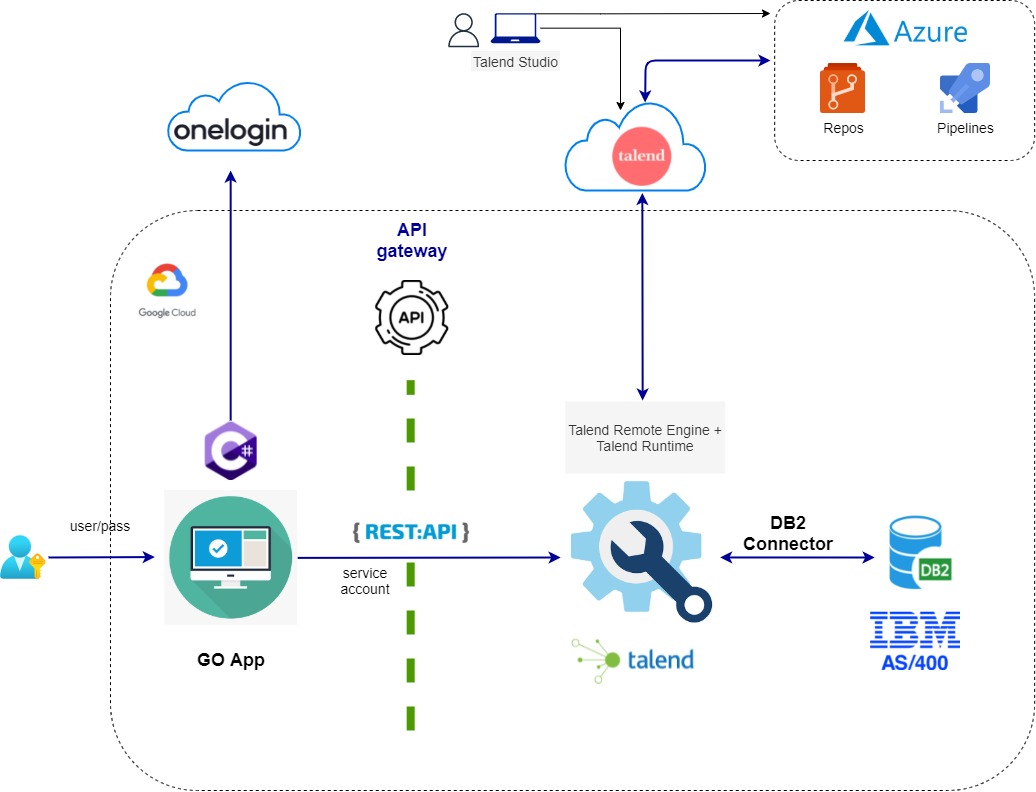 Talend Studio
Azure
Repos
Pipelines
onelogin
talend
API
gateway
Google Cloud
API
C#
Talend Remote Engine +
Talend Runtime
user/pass
{ REST:API }
service
account
DB2
Connector
DB2
IBM
AS/400
GO App
talend